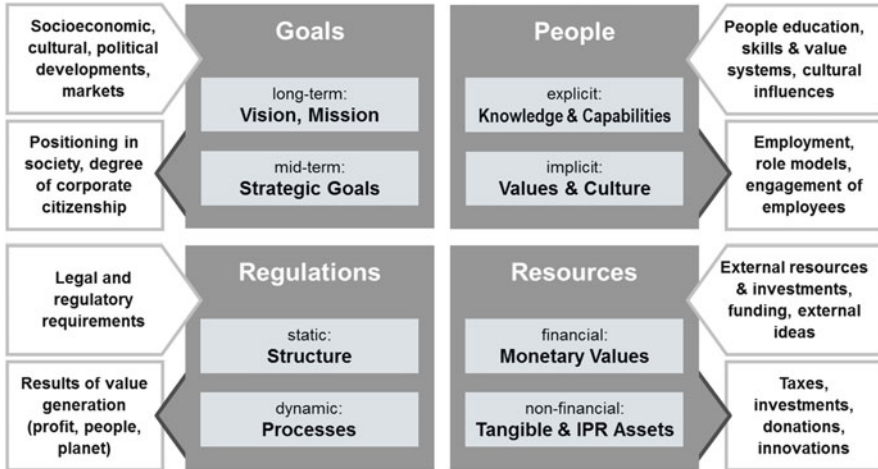 Socioeconomic,
cultural, political
developments,
markets
Goals
long-term:
Vision, Mission
mid-term:
Strategic Goals
Positioning in
society, degree
of corporate
citizenship
People
explicit:
Knowledge & Capabilities
implicit:
Values & Culture
People education,
skills & value
systems, cultural
influences
Employment,
role models,
engagement of
employees
Legal and
regulatory
requirements
Regulations
static:
Structure
dynamic:
Processes
Results of value
generation
(profit, people,
planet)
Resources
financial:
Monetary Values
non-financial:
Tangible & IPR Assets
External resources
& investments,
funding, external
ideas
Taxes,
investments,
donations,
innovations